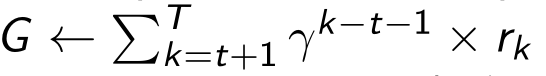 G ← ∑_{k=t+1}^{T} γ^{k−t−1} × r_k